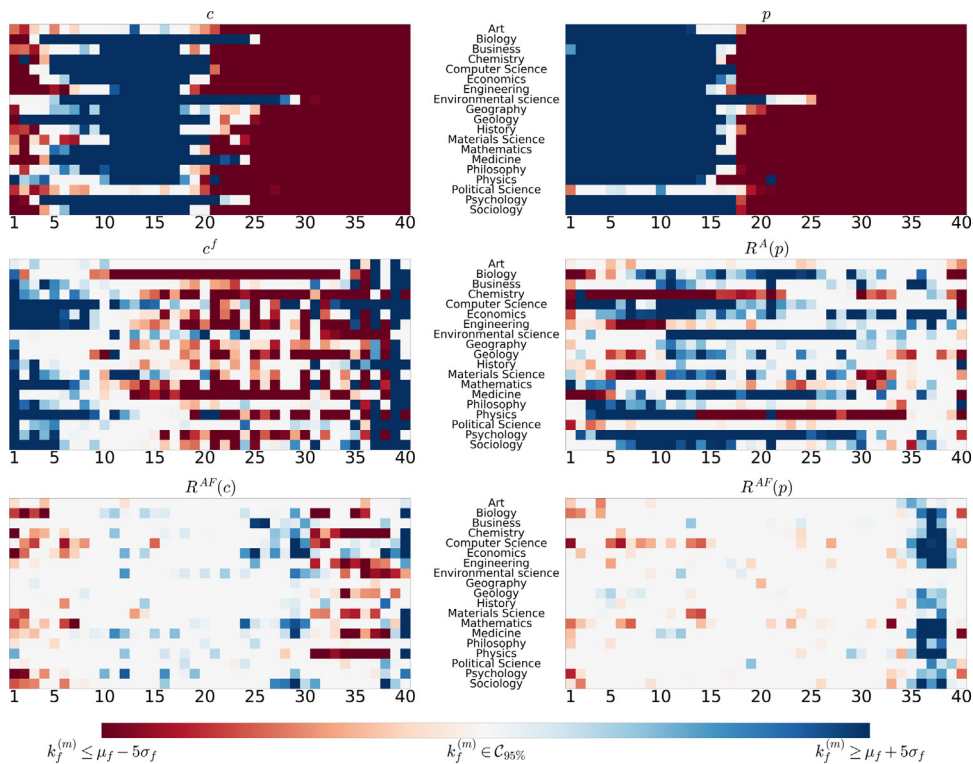 c p
Art
Biology
Business
Chemistry
Computer Science
Economics
Engineering
Environmental science
Geography
Geology
History
Materials Science
Mathematics
Medicine
Philosophy
Physics
Political Science
Psychology
Sociology
1 5 10 15 20 25 30 35 40 1 5 10 15 20 25 30 35 40
c^f R^A(p)
Art
Biology
Business
Chemistry
Computer Science
Economics
Engineering
Environmental science
Geography
Geology
History
Materials Science
Mathematics
Medicine
Philosophy
Physics
Political Science
Psychology
Sociology
1 5 10 15 20 25 30 35 40 1 5 10 15 20 25 30 35 40
R^{AF}(c) R^{AF}(p)
Art
Biology
Business
Chemistry
Computer Science
Economics
Engineering
Environmental science
Geography
Geology
History
Materials Science
Mathematics
Medicine
Philosophy
Physics
Political Science
Psychology
Sociology
1 5 10 15 20 25 30 35 40 1 5 10 15 20 25 30 35 40
k_f^{(m)} ≤ μ_f − 5σ_f k_f^{(m)} ∈ 𝒞_{95%} k_f^{(m)} ≥ μ_f + 5σ_f